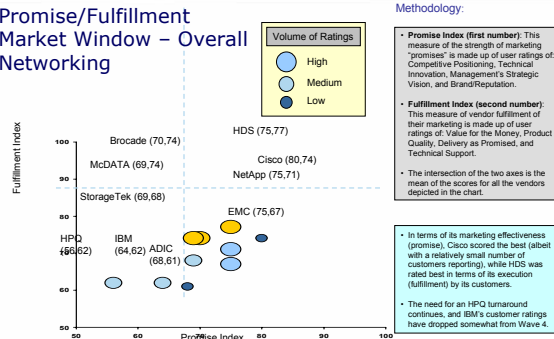 Promise/Fulfillment
Market Window – Overall
Networking
Volume of Ratings
High
Medium
Low
Methodology:
• Promise Index (first number): This
measure of the strength of marketing
“promises” is made up of user ratings of:
Competitive Positioning, Technical
Innovation, Management’s Strategic
Vision, and Brand/Reputation.
• Fulfillment Index (second number):
This measure of vendor fulfillment of
their marketing is made up of user
ratings of: Value for the Money, Product
Quality, Delivery as Promised, and
Technical Support.
• The intersection of the two axes is the
mean of the scores for all the vendors
depicted in the chart.
• In terms of its marketing effectiveness
(promise), Cisco scored the best (albeit
with a relatively small number of
customers reporting), while HDS was
rated best in terms of its execution
(fulfillment) by its customers.
• The need for an HPQ turnaround
continues, and IBM’s customer ratings
have dropped somewhat from Wave 4.
Fulfillment Index
100
90
80
70
60
50
Brocade (70,74)
HDS (75,77)
McDATA (69,74)
Cisco (80,74)
NetApp (75,71)
StorageTek (69,68)
EMC (75,67)
HPQ
(56,62)
IBM
(64,62)
ADIC
(68,61)
50 60 70 80 90 100
Promise Index